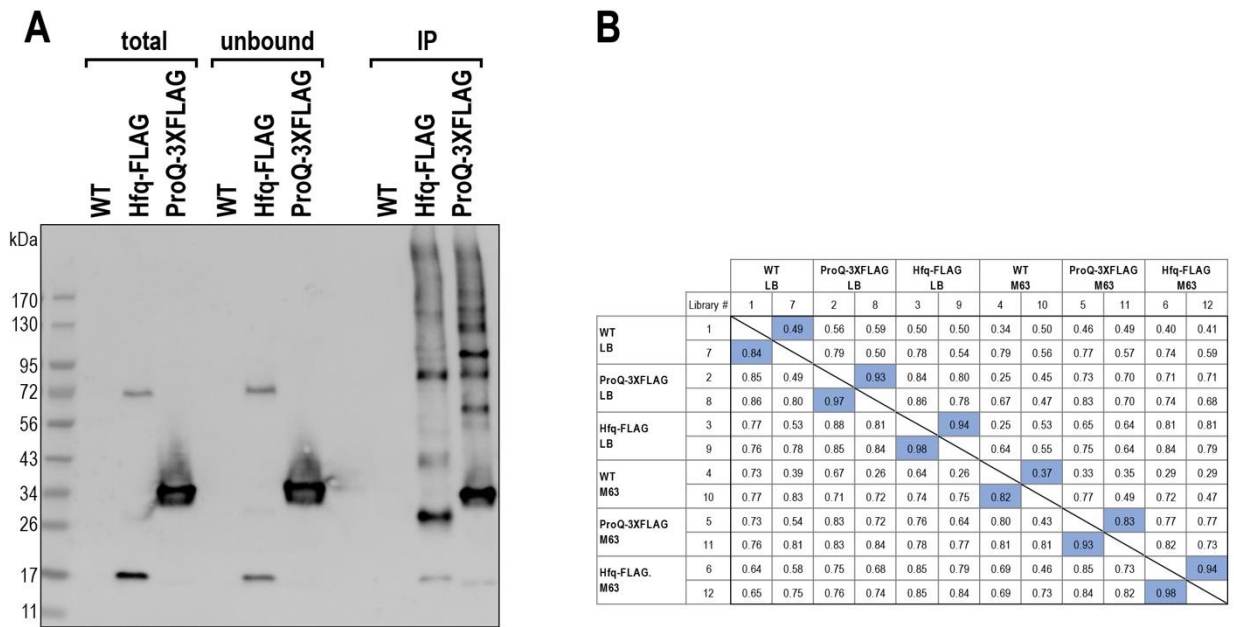 A
total unbound IP
WT Hfq-FLAG ProQ-3XFLAG WT Hfq-FLAG ProQ-3XFLAG WT Hfq-FLAG ProQ-3XFLAG
kDa
170
130
95
72
56
43
34
26
17
11
B
WT ProQ-3XFLAG Hfq-FLAG WT ProQ-3XFLAG Hfq-FLAG
LB LB LB M63 M63 M63
Library # 1 7 2 8 3 9 4 10 5 11 6 12
WT
LB
1 0.49 0.56 0.59 0.50 0.50 0.34 0.50 0.46 0.49 0.40 0.41
7 0.84 0.79 0.50 0.78 0.54 0.79 0.56 0.77 0.57 0.74 0.59
ProQ-3XFLAG
LB
2 0.85 0.49 0.93 0.84 0.80 0.25 0.45 0.73 0.70 0.71 0.71
8 0.86 0.80 0.97 0.86 0.78 0.67 0.47 0.83 0.70 0.74 0.68
Hfq-FLAG
LB
3 0.77 0.53 0.88 0.81 0.94 0.25 0.53 0.65 0.64 0.81 0.81
9 0.76 0.78 0.85 0.84 0.98 0.64 0.55 0.75 0.64 0.84 0.79
WT
M63
4 0.73 0.39 0.67 0.26 0.64 0.26 0.37 0.33 0.35 0.29 0.29
10 0.77 0.83 0.71 0.72 0.74 0.75 0.82 0.77 0.49 0.72 0.47
ProQ-3XFLAG
M63
5 0.73 0.54 0.83 0.72 0.76 0.64 0.80 0.43 0.83 0.77 0.77
11 0.76 0.81 0.83 0.84 0.78 0.77 0.81 0.81 0.93 0.82 0.73
Hfq-FLAG.
M63
6 0.64 0.58 0.75 0.68 0.85 0.79 0.69 0.46 0.85 0.73 0.94
12 0.65 0.75 0.76 0.74 0.85 0.84 0.69 0.73 0.84 0.82 0.98